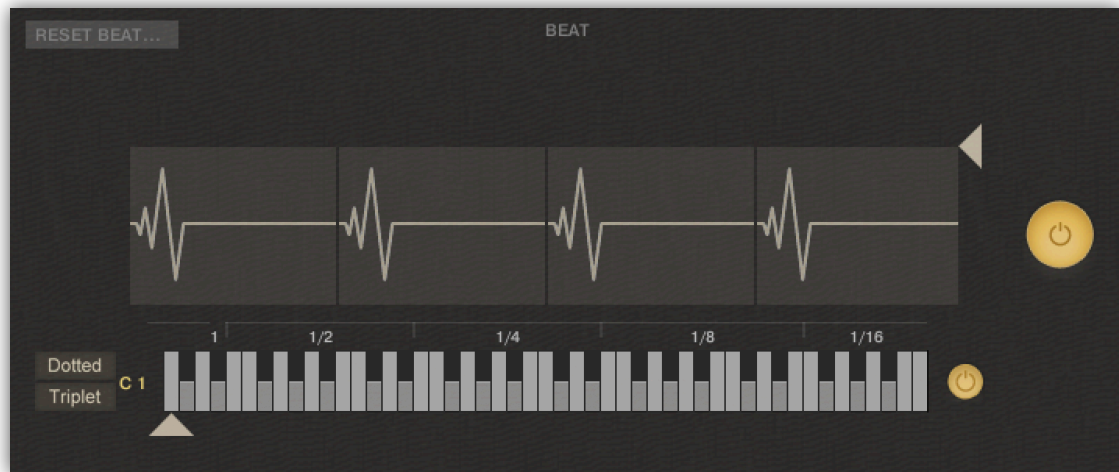 RESET BEAT...
BEAT
1 1/2 1/4 1/8 1/16
Dotted
C 1
Triplet